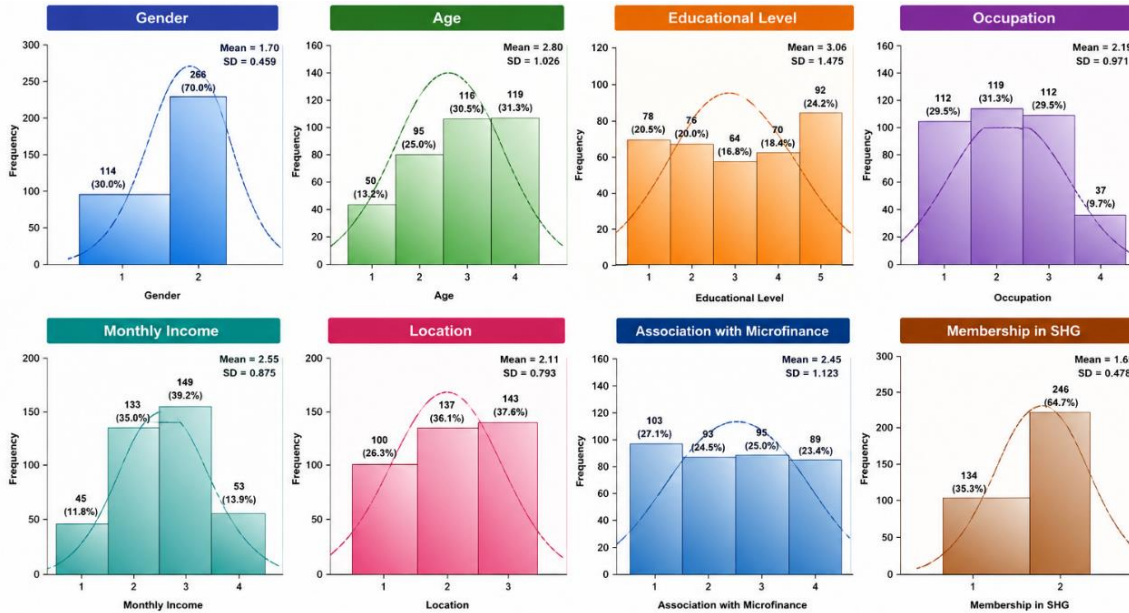 Gender
Mean = 1.70
SD = 0.459
300
250
200
150
100
50
0
Frequency
114
(30.0%)
266
(70.0%)
1 2
Gender
Age
Mean = 2.80
SD = 1.026
160
140
120
100
80
60
40
20
0
Frequency
50
(13.2%)
95
(25.0%)
116
(30.5%)
119
(31.3%)
1 2 3 4
Age
Educational Level
Mean = 3.06
SD = 1.475
120
100
80
60
40
20
0
Frequency
78
(20.5%)
76
(20.0%)
64
(16.8%)
70
(18.4%)
92
(24.2%)
1 2 3 4 5
Educational Level
Occupation
Mean = 2.19
SD = 0.971
160
140
120
100
80
60
40
20
0
Frequency
112
(29.5%)
119
(31.3%)
112
(29.5%)
37
(9.7%)
1 2 3 4
Occupation
Monthly Income
Mean = 2.55
SD = 0.875
200
150
100
50
0
Frequency
45
(11.8%)
133
(35.0%)
149
(39.2%)
53
(13.9%)
1 2 3 4
Monthly Income
Location
Mean = 2.11
SD = 0.793
200
150
100
50
0
Frequency
100
(26.3%)
137
(36.1%)
143
(37.6%)
1 2 3
Location
Association with Microfinance
Mean = 2.45
SD = 1.123
160
140
120
100
80
60
40
20
0
Frequency
103
(27.1%)
93
(24.5%)
95
(25.0%)
89
(23.4%)
1 2 3 4
Association with Microfinance
Membership in SHG
Mean =
SD = 0.478
300
250
200
150
100
50
0
Frequency
134
(35.3%)
246
(64.7%)
1 2
Membership in SHG